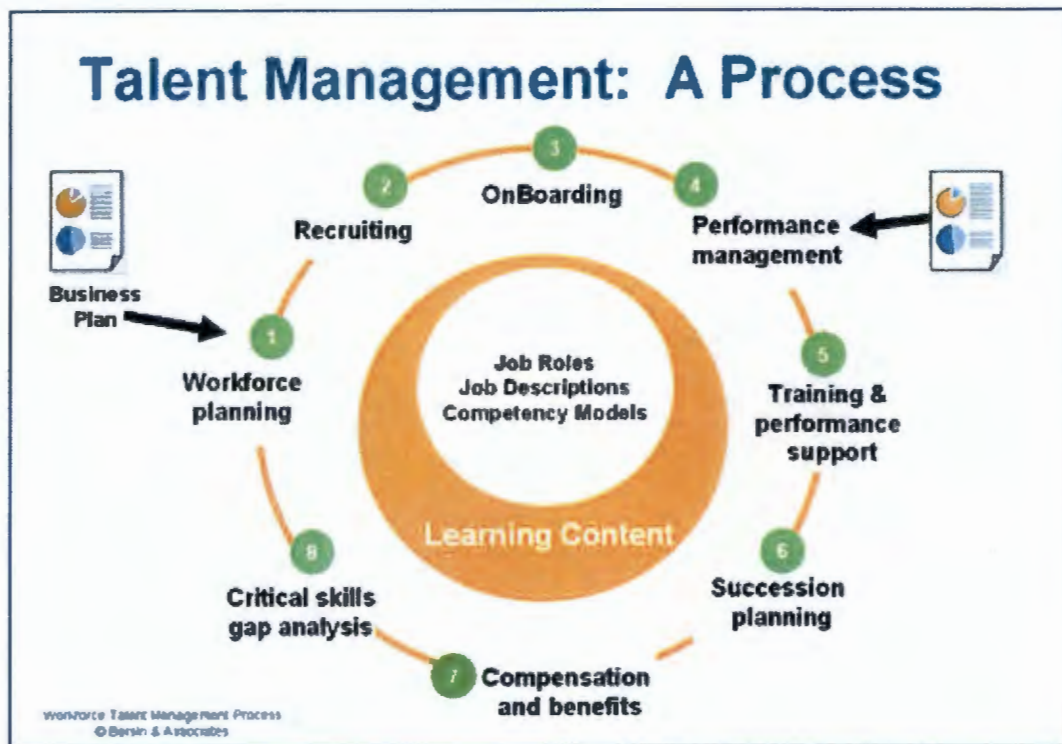 Talent Management: A Process
3
2
4
OnBoarding
Recruiting
Performance
management
Business
Plan
1
5
Workforce
planning
Job Roles
Job Descriptions
Competency Models
Training &
performance
support
Learning Content
8
6
Critical skills
gap analysis
Succession
planning
7
Compensation
and benefits
Workforce Talent Management Process
© Bersin & Associates